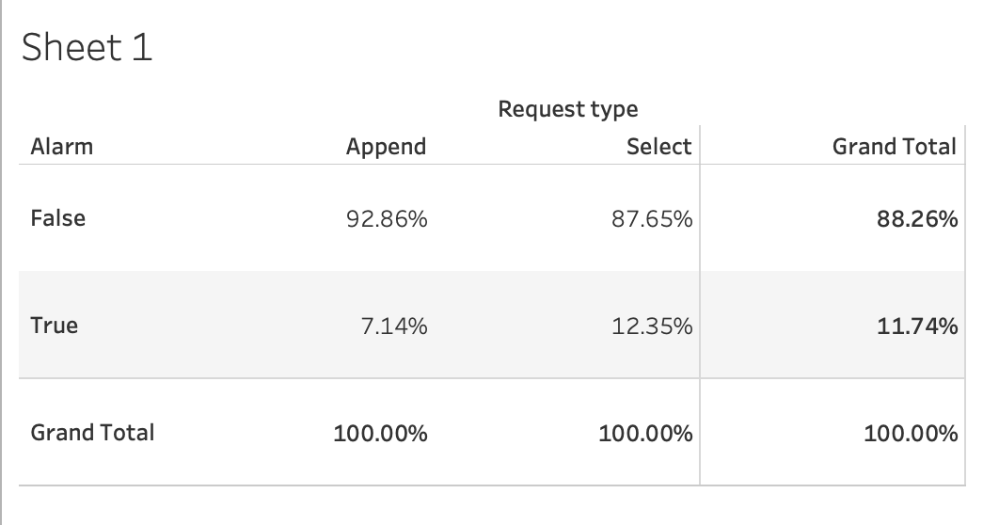 Sheet 1
Request type
Alarm Append Select Grand Total
False 92.86% 87.65% 88.26%
True 7.14% 12.35% 11.74%
Grand Total 100.00% 100.00% 100.00%